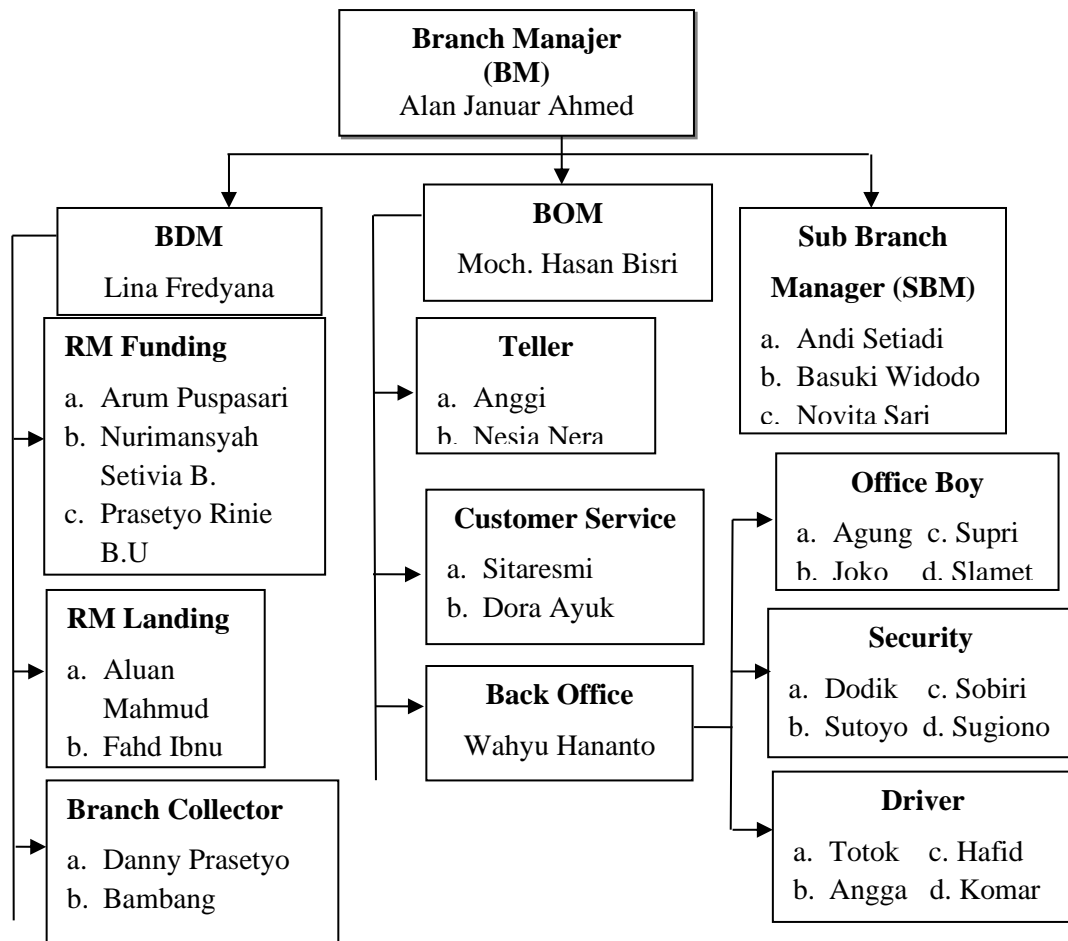 Branch Manajer
(BM)
Alan Januar Ahmed
BDM
Lina Fredyana
BOM
Moch. Hasan Bisri
Sub Branch
Manager (SBM)
a. Andi Setiadi
b. Basuki Widodo
c. Novita Sari
RM Funding
a. Arum Puspasari
b. Nurimansyah
Setivia B.
c. Prasetyo Rinie
B.U
Teller
a. Anggi
b. Nesia Nera
Customer Service
a. Sitaresmi
b. Dora Ayuk
Office Boy
a. Agung c. Supri
b. Joko d. Slamet
RM Landing
a. Aluan
Mahmud
b. Fahd Ibnu
Back Office
Wahyu Hananto
Security
a. Dodik c. Sobiri
b. Sutoyo d. Sugiono
Branch Collector
a. Danny Prasetyo
b. Bambang
Driver
a. Totok c. Hafid
b. Angga d. Komar